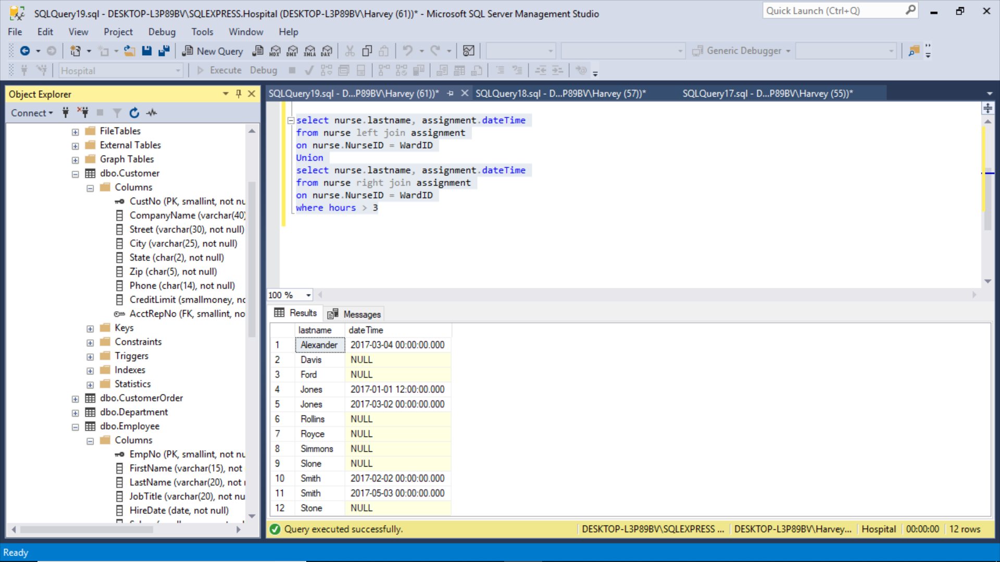 SQLQuery19.sql - DESKTOP-L3P89BV\SQLEXPRESS.Hospital (DESKTOP-L3P89BV\Harvey (61))* - Microsoft SQL Server Management Studio
Quick Launch (Ctrl+Q)
File Edit View Project Debug Tools Window Help
New Query MDX DMX XMLA DAX Generic Debugger
Hospital Execute Debug
Object Explorer
SQLQuery19.sql - D...P89BV\Harvey (61))* SQLQuery18.sql - D...P89BV\Harvey (57))* SQLQuery17.sql - D...P89BV\Harvey (55))*
Connect
FileTables
External Tables
Graph Tables
dbo.Customer
Columns
CustNo (PK, smallint, not nu
CompanyName (varchar(40)
Street (varchar(30), not null)
City (varchar(25), not null)
State (char(2), not null)
Zip (char(5), not null)
Phone (char(14), not null)
CreditLimit (smallmoney, nc
AcctRepNo (FK, smallint, no
Keys
Constraints
Triggers
Indexes
Statistics
dbo.CustomerOrder
dbo.Department
dbo.Employee
Columns
EmpNo (PK, smallint, not nu
FirstName (varchar(15), not
LastName (varchar(20), not
JobTitle (varchar(20), not nu
HireDate (date, not null)
select nurse.lastname, assignment.dateTime
from nurse left join assignment
on nurse.NurseID = WardID
Union
select nurse.lastname, assignment.dateTime
from nurse right join assignment
on nurse.NurseID = WardID
where hours > 3
100 %
Results Messages
lastname dateTime
1 Alexander 2017-03-04 00:00:00.000
2 Davis NULL
3 Ford NULL
4 Jones 2017-01-01 12:00:00.000
5 Jones 2017-03-02 00:00:00.000
6 Rollins NULL
7 Royce NULL
8 Simmons NULL
9 Slone NULL
10 Smith 2017-02-02 00:00:00.000
11 Smith 2017-05-03 00:00:00.000
12 Stone NULL
Query executed successfully. DESKTOP-L3P89BV\SQLEXPRESS ... DESKTOP-L3P89BV\Harvey... Hospital 00:00:00 12 rows
Ready